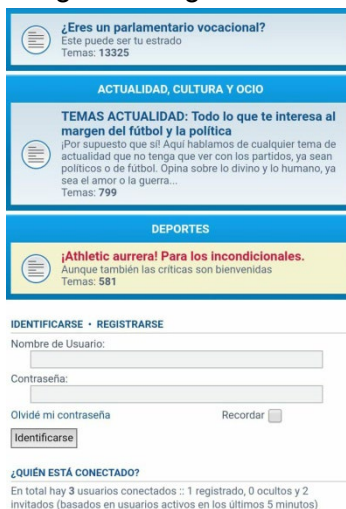 ¿Eres un parlamentario vocacional?
Este puede ser tu estrado
Temas: 13325
ACTUALIDAD, CULTURA Y OCIO
TEMAS ACTUALIDAD: Todo lo que te interesa al
margen del fútbol y la política
¡Por supuesto que sí! Aquí hablamos de cualquier tema de
actualidad que no tenga que ver con los partidos, ya sean
políticos o de fútbol. Opina sobre lo divino y lo humano, ya
sea el amor o la guerra...
Temas: 799
DEPORTES
¡Athletic aurrera! Para los incondicionales.
Aunque también las críticas son bienvenidas
Temas: 581
IDENTIFICARSE • REGISTRARSE
Nombre de Usuario:
Contraseña:
Olvidé mi contraseña Recordar
Identificarse
¿QUIÉN ESTÁ CONECTADO?
En total hay 3 usuarios conectados :: 1 registrado, 0 ocultos y 2
invitados (basados en usuarios activos en los últimos 5 minutos)